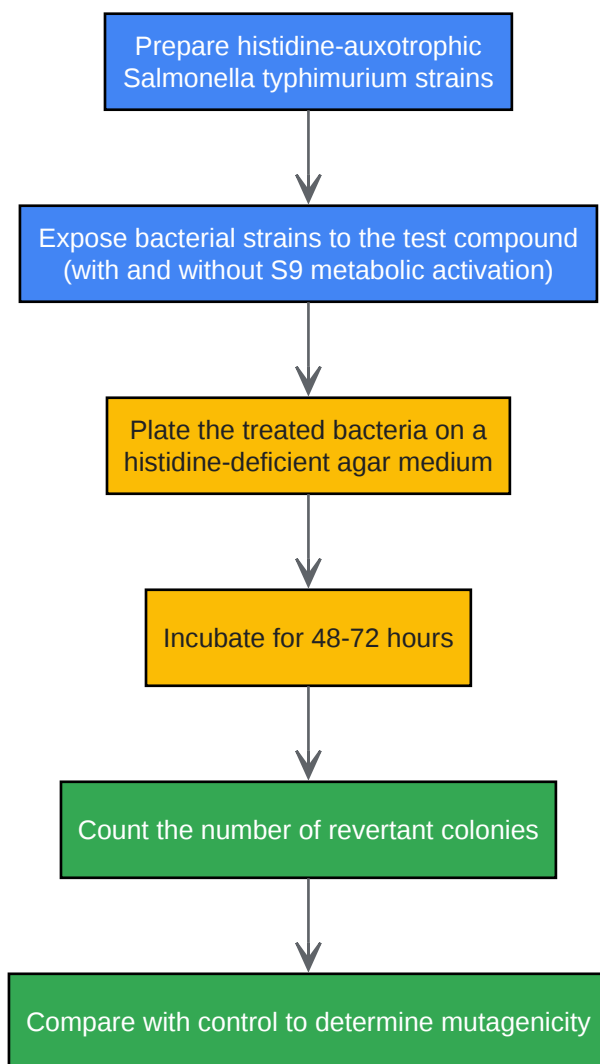 Prepare histidine-auxotrophic
Salmonella typhimurium strains
Expose bacterial strains to the test compound
(with and without S9 metabolic activation)
Plate the treated bacteria on a
histidine-deficient agar medium
Incubate for 48-72 hours
Count the number of revertant colonies
Compare with control to determine mutagenicity